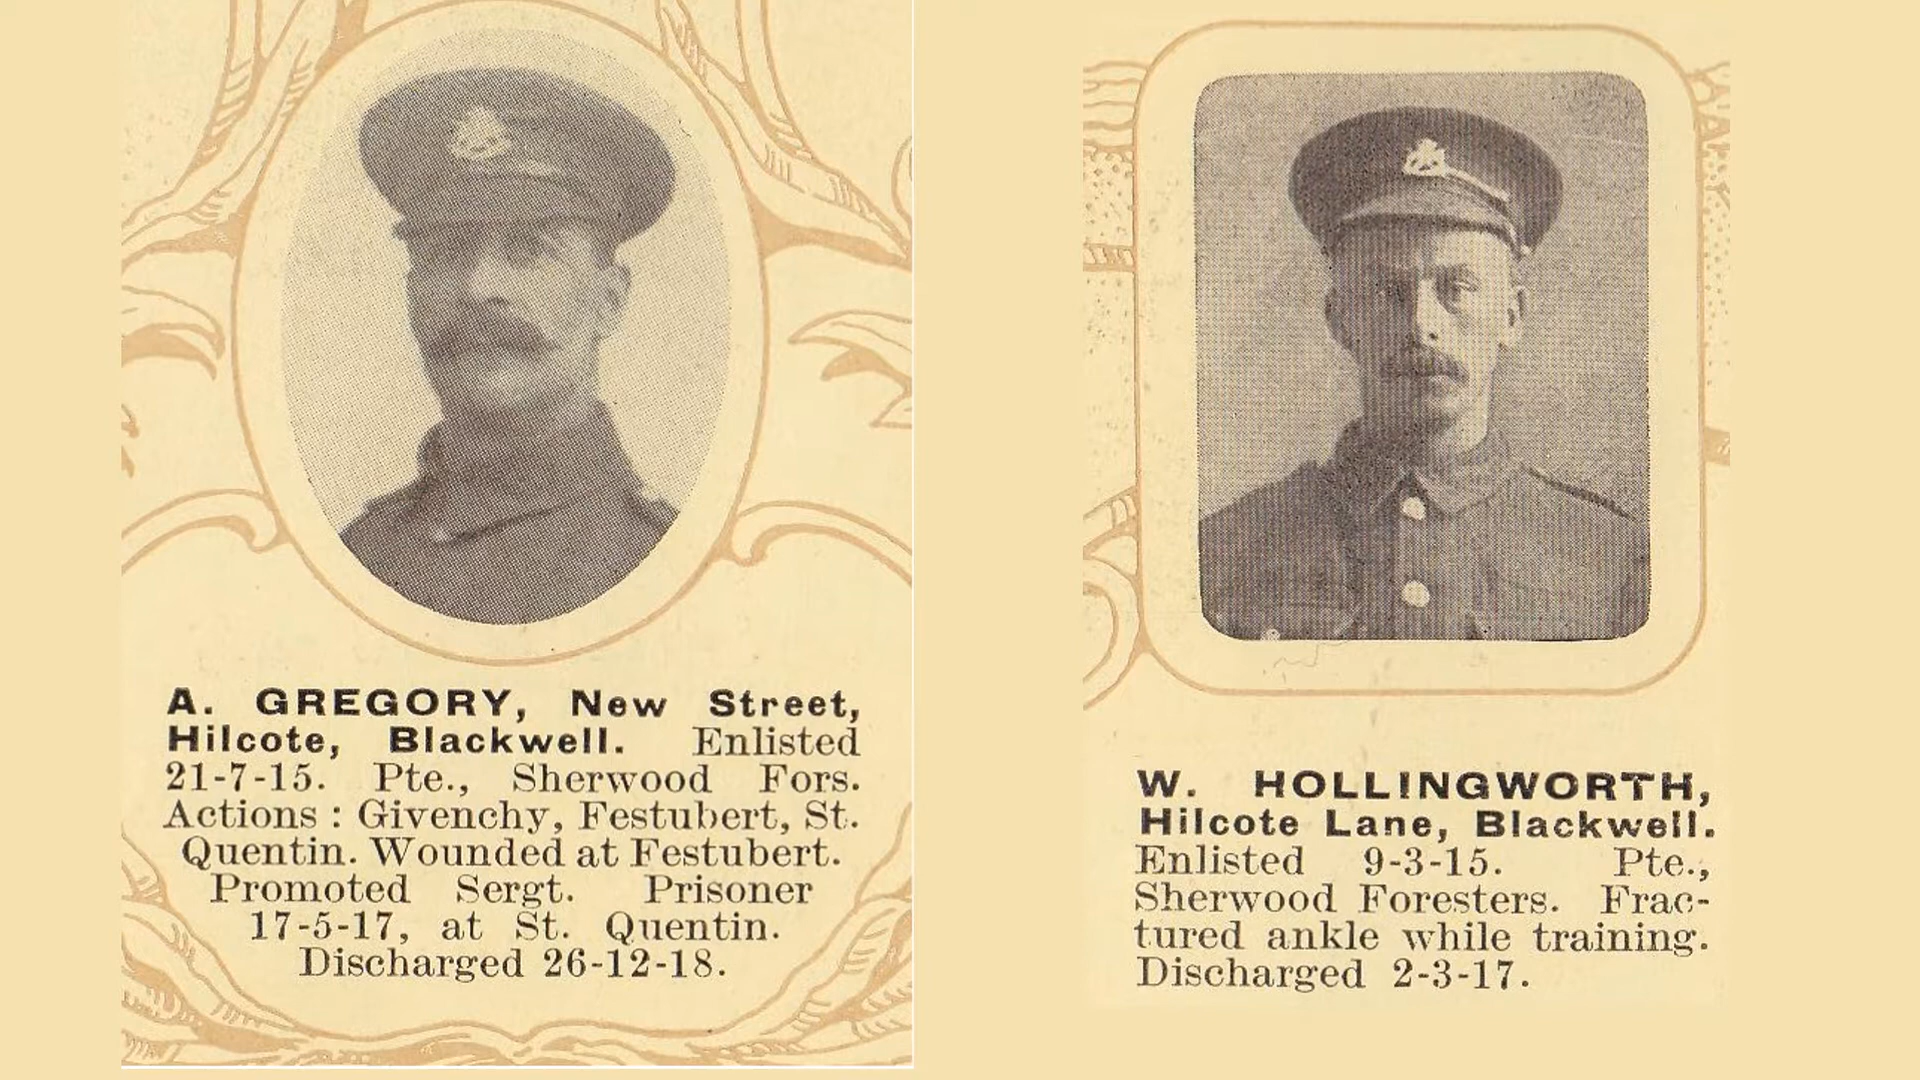 A. GREGORY, New Street,
Hilcote, Blackwell. Enlisted
21-7-15. Pte., Sherwood Fors.
Actions : Givenchy, Festubert, St.
Quentin. Wounded at Festubert.
Promoted Sergt. Prisoner
17-5-17, at St. Quentin.
Discharged 26-12-18.
W. HOLLINGWORTH,
Hilcote Lane, Blackwell.
Enlisted 9-3-15. Pte.,
Sherwood Foresters. Frac-
tured ankle while training.
Discharged 2-3-17.